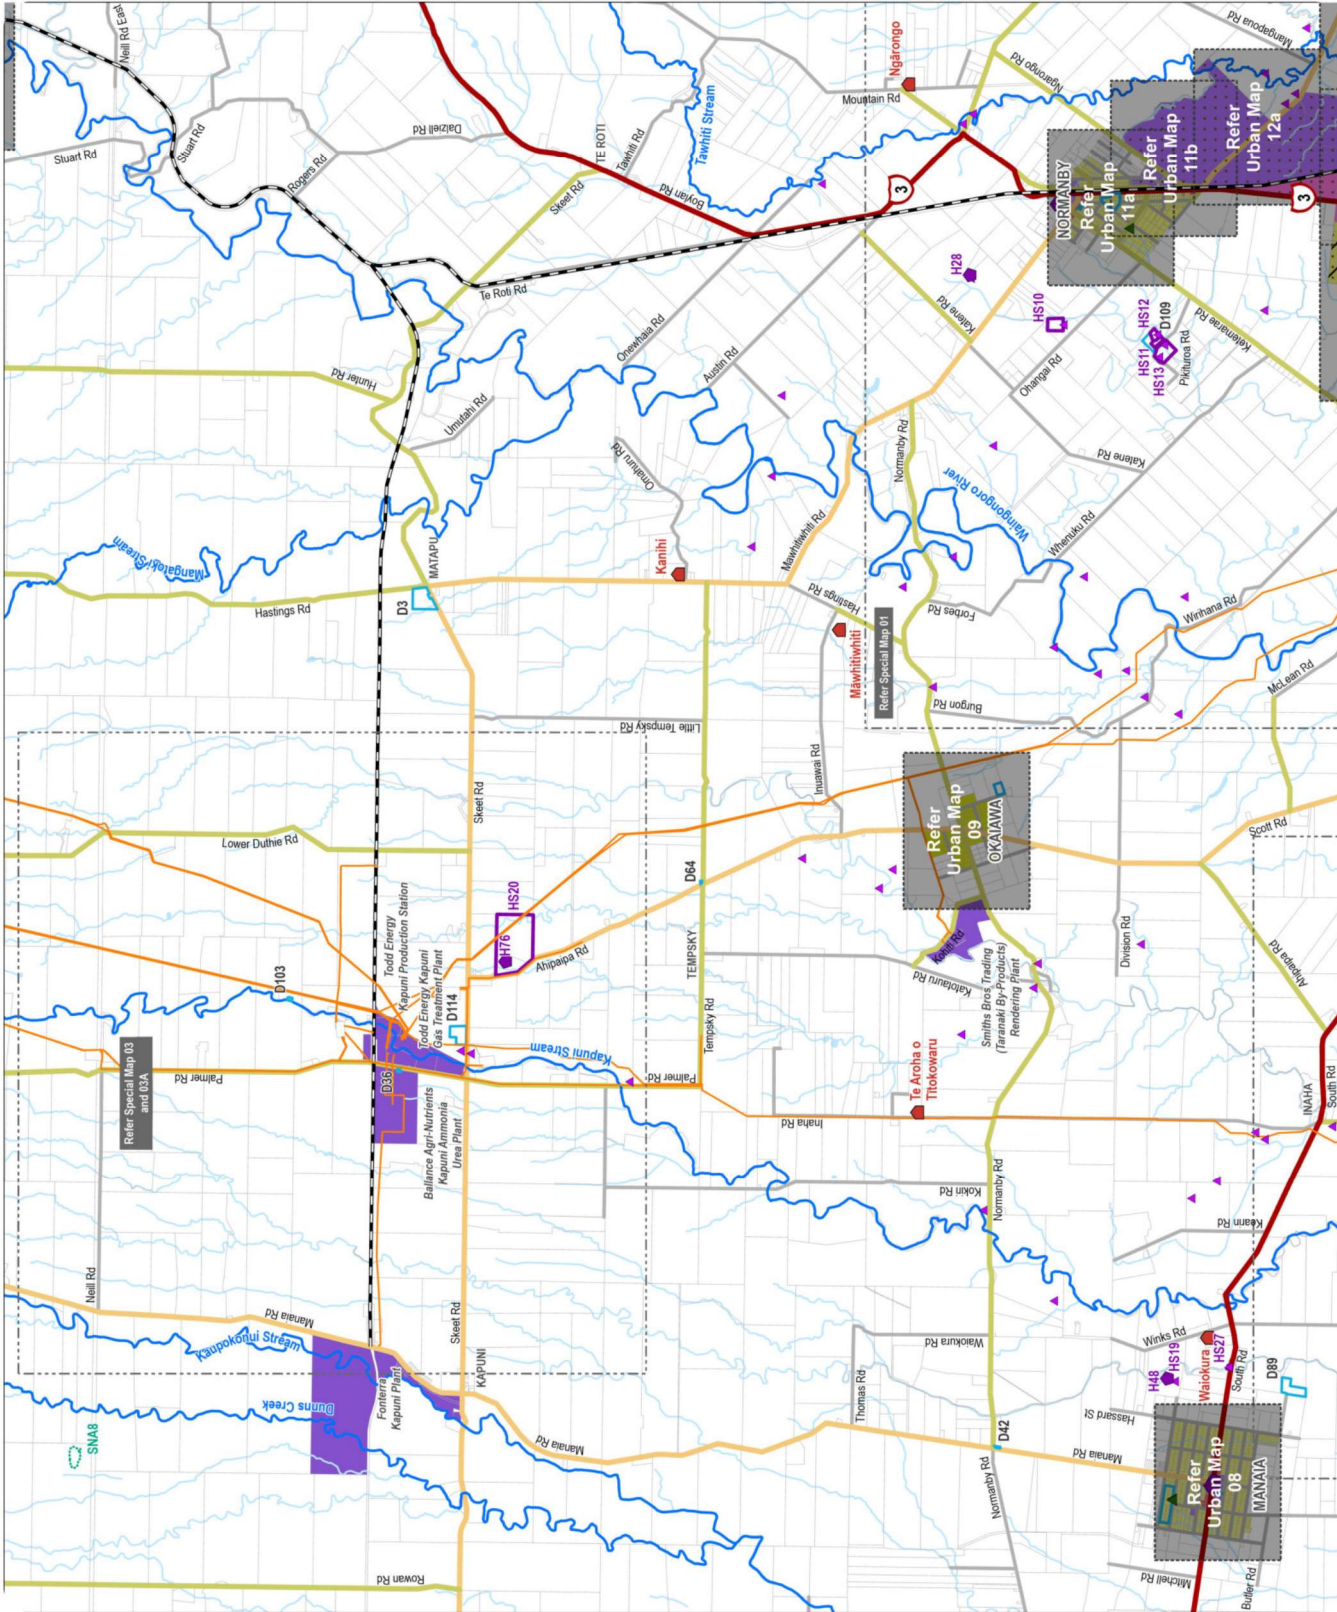 SNA8
Rowan Rd
Dunns Creek
Kaupokonui Stream
Manaia Rd
Neill Rd
Fonterra
Kapuni Plant
Skeet Rd
KAPUNI
Manaia Rd
Thomas Rd
Waiokura Rd
Normanby Rd
D42
Manaia Rd
Hassard St
Mitchell Rd
Butler Rd
Refer
Urban Map
08
MANAIA
H48
HS19
Waiokura
HS27
South Rd
Winks Rd
D89
Kearin Rd
Kokiri Rd
Normanby Rd
Inaha Rd
INAHA
South Rd
Te Aroha o
Titokowaru
Refer Special Map 03
and 03A
Palmer Rd
D103
D36
Ballance Agri-Nutrients
Kapuni Ammonia
Urea Plant
Todd Energy
Kapuni Production Station
Todd Energy Kapuni
Gas Treatment Plant
D114
Kapuni Stream
Palmer Rd
Tempsky Rd
TEMPSKY
D64
H76
HS20
Ahipaipa Rd
Lower Duthie Rd
Skeet Rd
Little Tempsky Rd
Inuawai Rd
Katotauru Rd
Kohiti Rd
Smiths Bros Trading
(Taranaki By-Products)
Rendering Plant
Refer
Urban Map
09
OKAIAWA
Division Rd
Ahipaipa Rd
Scott Rd
McLean Rd
Burgon Rd
Refer Special Map 01
Māwhitiwhiti
Hastings Rd
Forbes Rd
Wirihana Rd
Whenuku Rd
Waingongoro River
Normanby Rd
Mawhitiwhiti Rd
Kanihi
Omahuru Rd
MATAPU
D3
Hastings Rd
Mangatoki Stream
Umutahi Rd
Hunter Rd
Austin Rd
Onewhaia Rd
Te Roti Rd
Katene Rd
Katene Rd
Ohangai Rd
H28
HS10
HS11
HS12
HS13
D109
Pikituroa Rd
Ketemarae Rd
Skeet Rd
TE ROTI
Tawhiti Rd
Boylan Rd
Tawhiti Stream
Dalziell Rd
Rogers Rd
Stuart Rd
Stuart Rd
Neill Rd East
3
Mountain Rd
Ngārongo
Ngarongo Rd
Mangapoua Rd
NORMANBY
Refer
Urban Map
11a
Refer
Urban Map
11b
Refer
Urban Map
12a
3